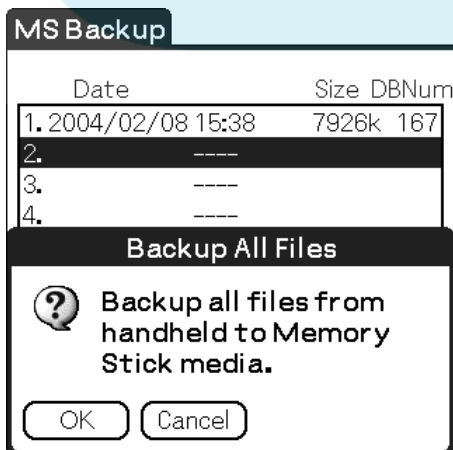 MS Backup
Date Size DBNum
1. 2004/02/08 15:38 7926k 167
2. ----
3. ----
4. ----
Backup All Files
Backup all files from
handheld to Memory
Stick media.
OK Cancel